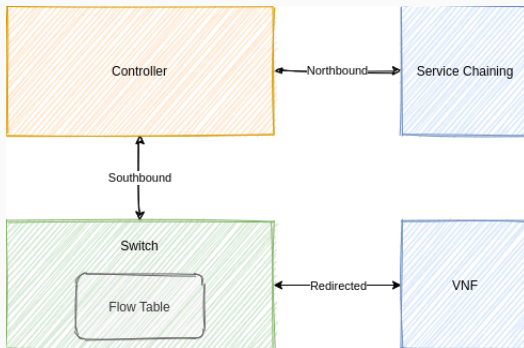 Controller
Northbound
Service Chaining
Southbound
Switch
Flow Table
Redirected
VNF